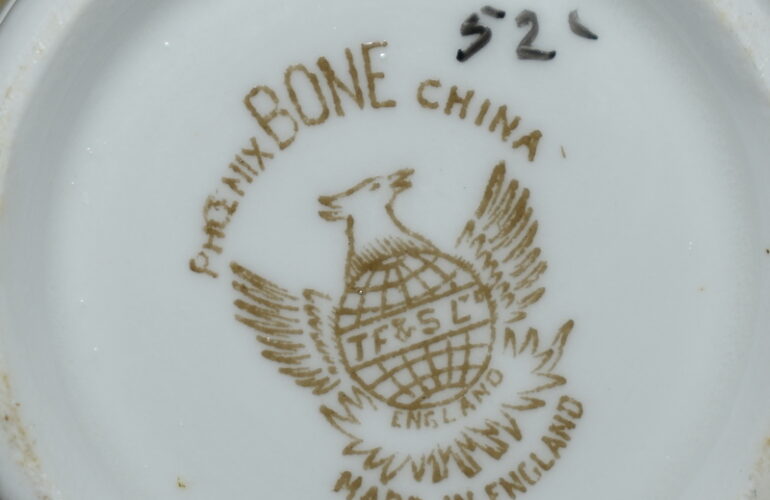 52
PHŒNIX BONE CHINA
TF&S LTD
ENGLAND
MADE IN ENGLAND